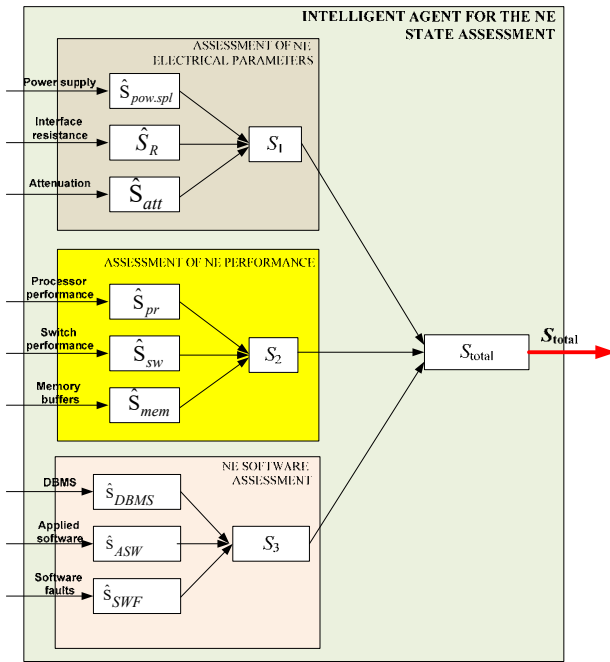 INTELLIGENT AGENT FOR THE NE
STATE ASSESSMENT
ASSESSMENT OF NE
ELECTRICAL PARAMETERS
Power supply
Ŝpow.spl
Interface
resistance
ŜR
S1
Attenuation
Ŝatt
ASSESSMENT OF NE PERFORMANCE
Processor
performance
Ŝpr
Switch
performance
Ŝsw
S2
Memory
buffers
Ŝmem
Stotal
Stotal
NE SOFTWARE
ASSESSMENT
DBMS
ŜDBMS
Applied
software
ŜASW
S3
Software
faults
ŜSWF